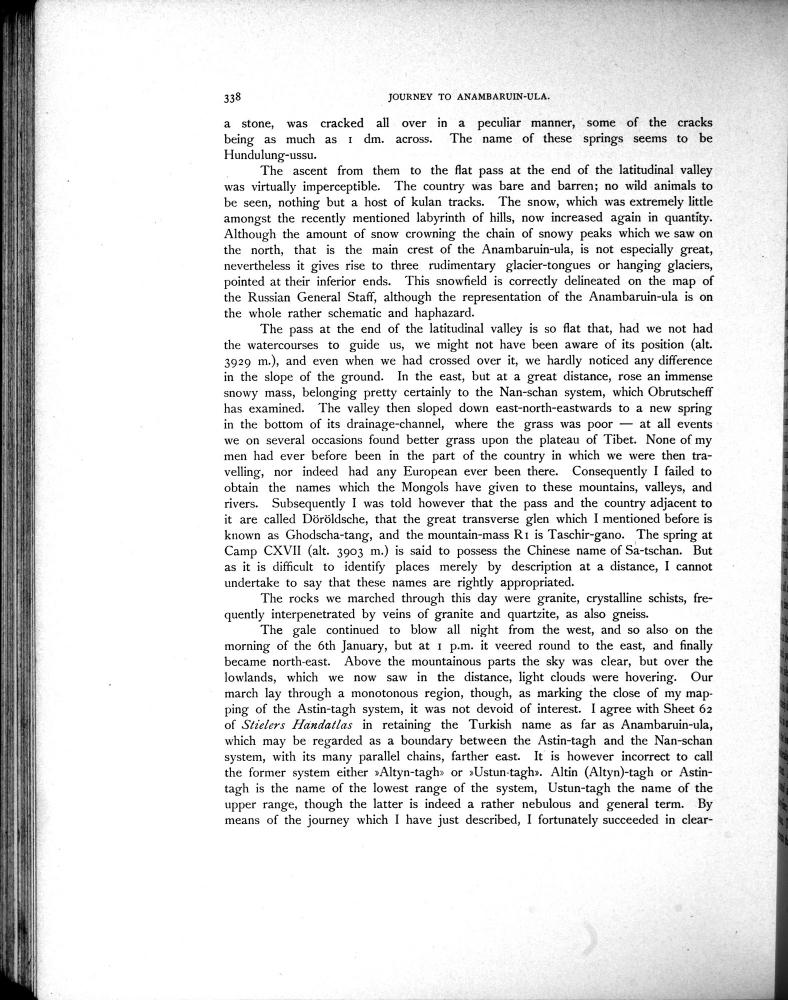 338 JOURNEY TO ANAMBARUIN-ULA.
a stone, was cracked all over in a peculiar manner, some of the cracks
being as much as 1 dm. across. The name of these springs seems to be
Hundulung-ussu.
The ascent from them to the flat pass at the end of the latitudinal valley
was virtually imperceptible. The country was bare and barren; no wild animals to
be seen, nothing but a host of kulan tracks. The snow, which was extremely little
amongst the recently mentioned labyrinth of hills, now increased again in quantity.
Although the amount of snow crowning the chain of snowy peaks which we saw on
the north, that is the main crest of the Anambaruin-ula, is not especially great,
nevertheless it gives rise to three rudimentary glacier-tongues or hanging glaciers,
pointed at their inferior ends. This snowfield is correctly delineated on the map of
the Russian General Staff, although the representation of the Anambaruin-ula is on
the whole rather schematic and haphazard.
The pass at the end of the latitudinal valley is so flat that, had we not had
the watercourses to guide us, we might not have been aware of its position (alt.
3929 m.), and even when we had crossed over it, we hardly noticed any difference
in the slope of the ground. In the east, but at a great distance, rose an immense
snowy mass, belonging pretty certainly to the Nan-schan system, which Obrutscheff
has examined. The valley then sloped down east-north-eastwards to a new spring
in the bottom of its drainage-channel, where the grass was poor — at all events
we on several occasions found better grass upon the plateau of Tibet. None of my
men had ever before been in the part of the country in which we were then tra-
velling, nor indeed had any European ever been there. Consequently I failed to
obtain the names which the Mongols have given to these mountains, valleys, and
rivers. Subsequently I was told however that the pass and the country adjacent to
it are called Döröldsche, that the great transverse glen which I mentioned before is
known as Ghodscha-tang, and the mountain-mass R1 is Taschir-gano. The spring at
Camp CXVII (alt. 3903 m.) is said to possess the Chinese name of Sa-tschan. But
as it is difficult to identify places merely by description at a distance, I cannot
undertake to say that these names are rightly appropriated.
The rocks we marched through this day were granite, crystalline schists, fre-
quently interpenetrated by veins of granite and quartzite, as also gneiss.
The gale continued to blow all night from the west, and so also on the
morning of the 6th January, but at 1 p.m. it veered round to the east, and finally
became north-east. Above the mountainous parts the sky was clear, but over the
lowlands, which we now saw in the distance, light clouds were hovering. Our
march lay through a monotonous region, though, as marking the close of my map-
ping of the Astin-tagh system, it was not devoid of interest. I agree with Sheet 62
of Stielers Handatlas in retaining the Turkish name as far as Anambaruin-ula,
which may be regarded as a boundary between the Astin-tagh and the Nan-schan
system, with its many parallel chains, farther east. It is however incorrect to call
the former system either »Altyn-tagh» or »Ustun-tagh». Altin (Altyn)-tagh or Astin-
tagh is the name of the lowest range of the system, Ustun-tagh the name of the
upper range, though the latter is indeed a rather nebulous and general term. By
means of the journey which I have just described, I fortunately succeeded in clear-